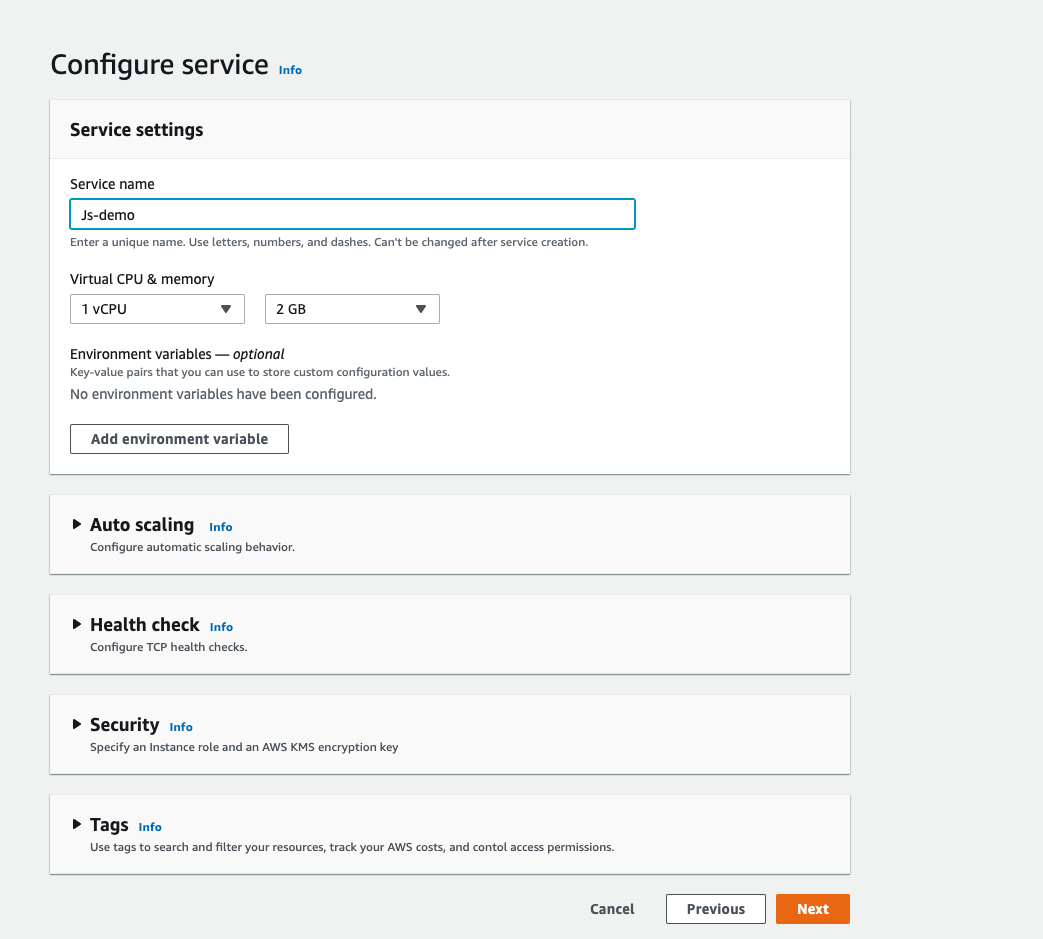 Configure service Info
Service settings
Service name
Js-demo
Enter a unique name. Use letters, numbers, and dashes. Can't be changed after service creation.
Virtual CPU & memory
1 vCPU 2 GB
Environment variables — optional
Key-value pairs that you can use to store custom configuration values.
No environment variables have been configured.
Add environment variable
Auto scaling Info
Configure automatic scaling behavior.
Health check Info
Configure TCP health checks.
Security Info
Specify an Instance role and an AWS KMS encryption key
Tags Info
Use tags to search and filter your resources, track your AWS costs, and contol access permissions.
Cancel Previous Next